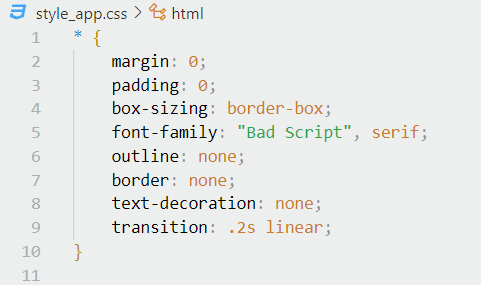 style_app.css > html
1 * {
2 margin: 0;
3 padding: 0;
4 box-sizing: border-box;
5 font-family: "Bad Script", serif;
6 outline: none;
7 border: none;
8 text-decoration: none;
9 transition: .2s linear;
10 }
11